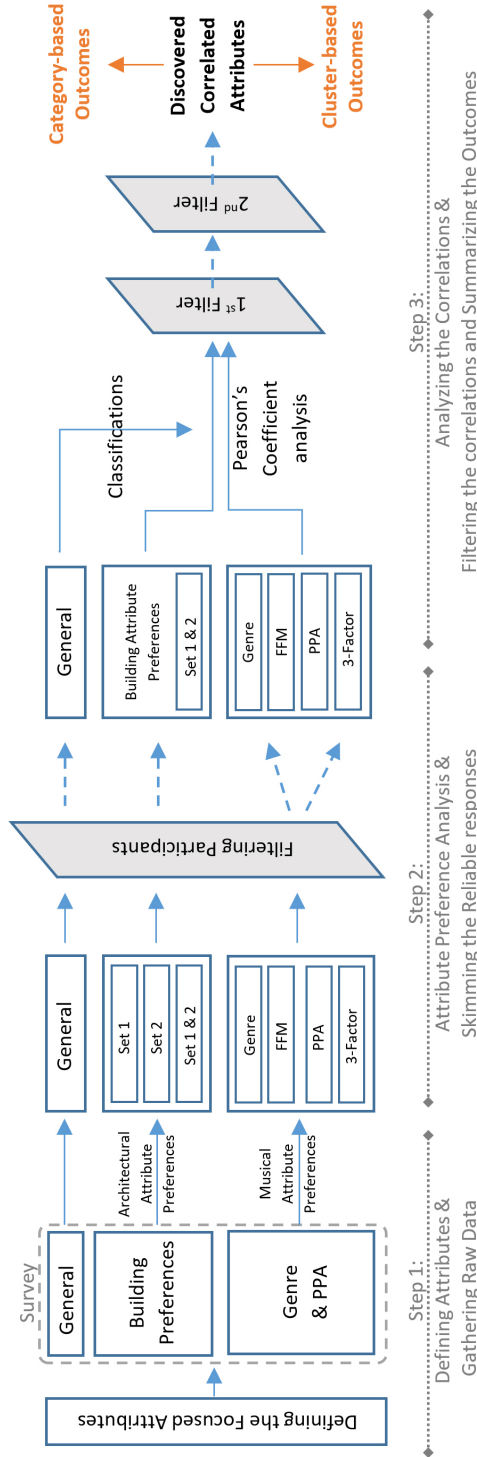 Defining the Focused Attributes
Survey
General
Building
Preferences
Genre
& PPA
Architectural
Attribute
Preferences
Musical
Attribute
Preferences
General
Set 1
Set 2
Set 1 & 2
Genre
FFM
PPA
3-Factor
Filtering Participants
General
Building Attribute
Preferences
Set 1 & 2
Genre
FFM
PPA
3-Factor
Classifications
Pearson's
Coefficient
analysis
1st Filter
2nd Filter
Category-based
Outcomes
Discovered
Correlated
Attributes
Cluster-based
Outcomes
Step 1:
Defining Attributes &
Gathering Raw Data
Step 2:
Attribute Preference Analysis &
Skimming the Reliable responses
Step 3:
Analyzing the Correlations &
Filtering the correlations and Summarizing the Outcomes